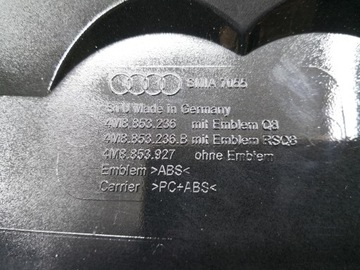 SMA 7055
Made in Germany
4M8.853.236 mit Emblem Q8
4M8.853.236.B mit Emblem RSQ8
4M8.853.927 ohne Emblem
Emblem >ABS<
Carrier >PC+ABS<